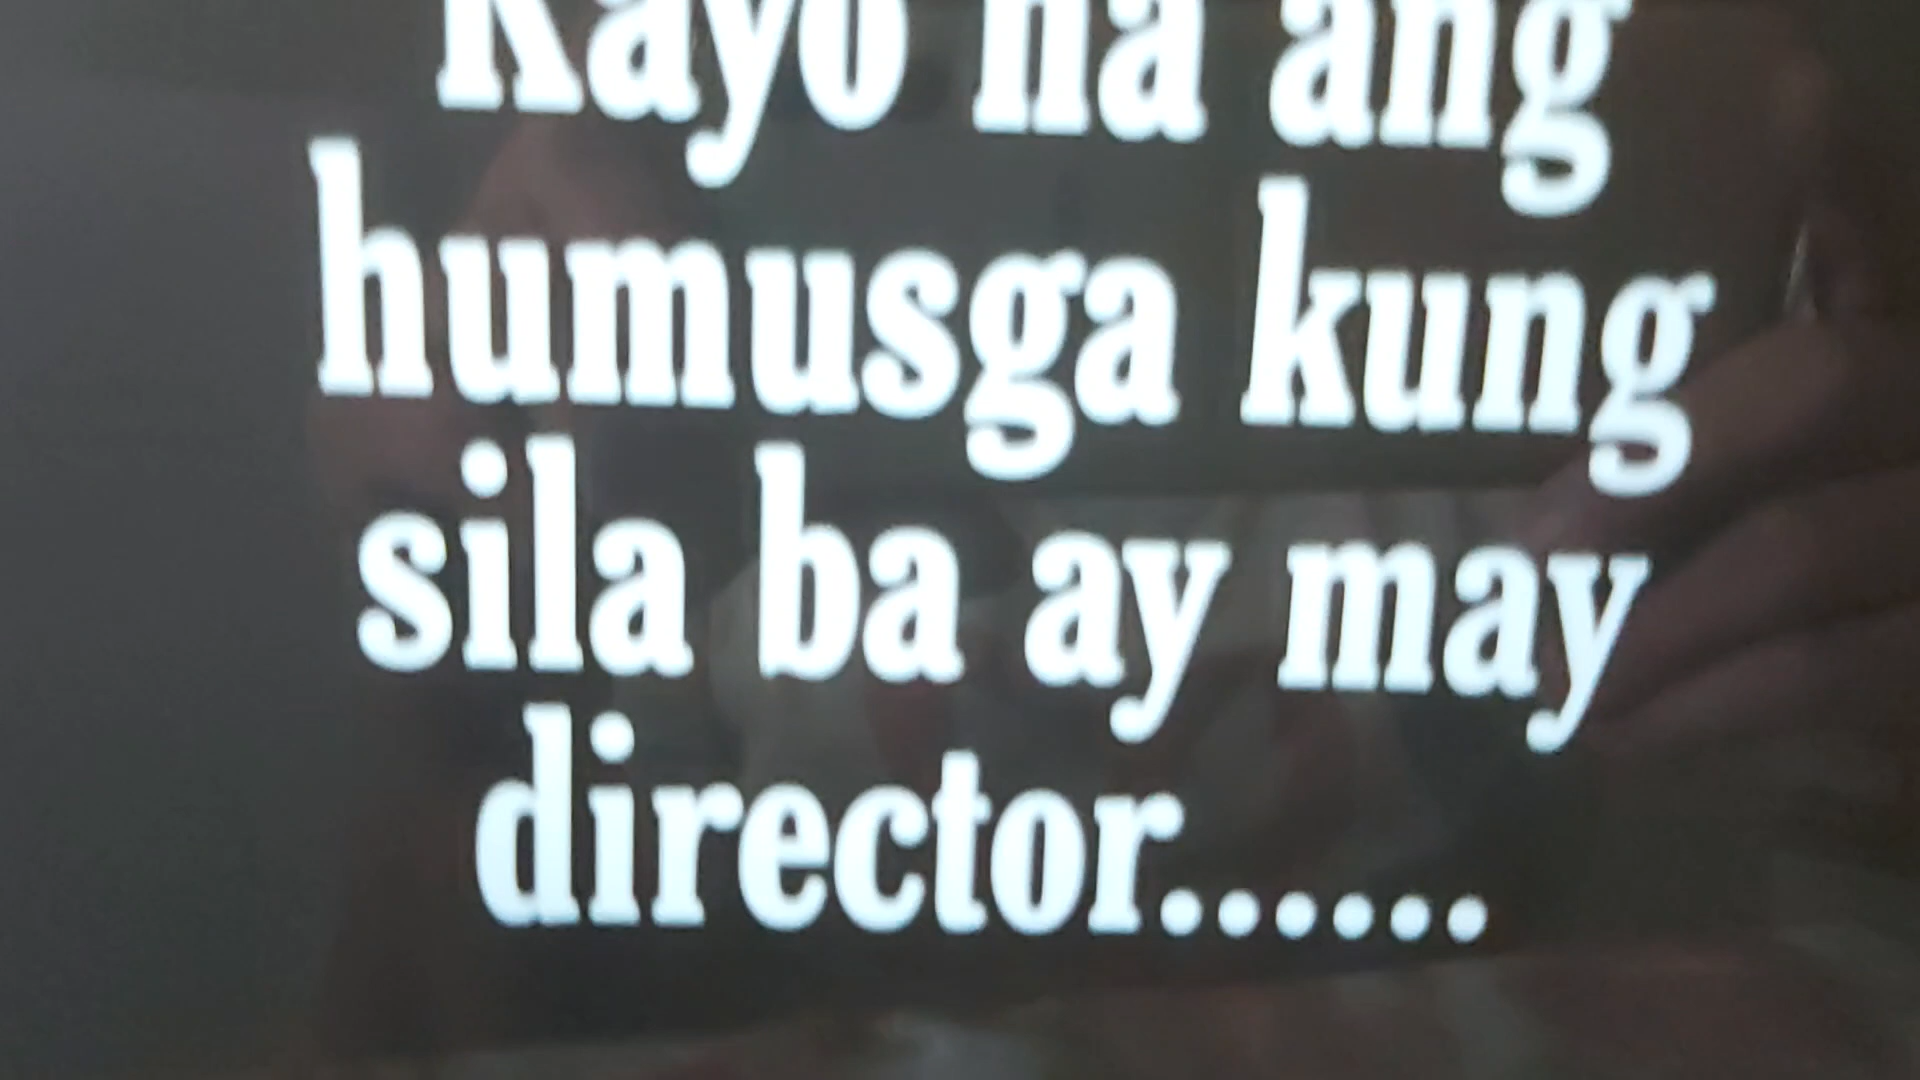 Kayo na ang
humusga kung
sila ba ay may
director......